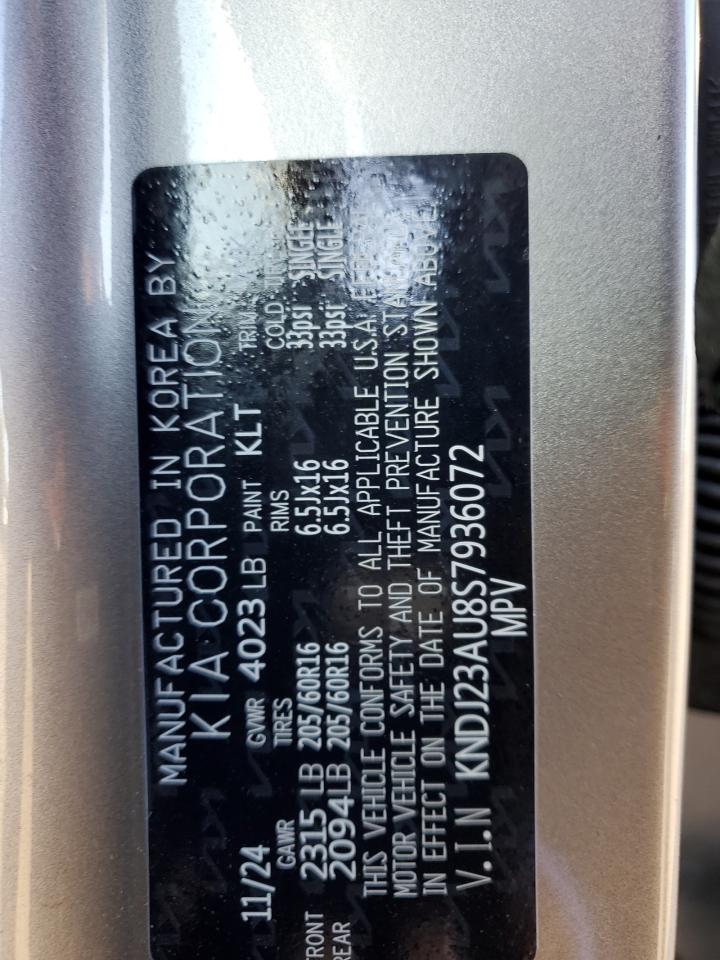 MANUFACTURED IN KOREA BY
KIA CORPORATION
11/24 GVWR 4023 LB PAINT KLT TRIM
GAWR TIRES RIMS COLD
FRONT 2315 LB 205/60R16 6.5Jx16 33psi SINGLE
REAR 2094LB 205/60R16 6.5Jx16 33psi SINGLE
THIS VEHICLE CONFORMS TO ALL APPLICABLE U.S.A.
MOTOR VEHICLE SAFETY AND THEFT PREVENTION
IN EFFECT ON THE DATE OF MANUFACTURE SHOWN ABOVE.
V.I.N KNDJ23AU8S7936072
MPV